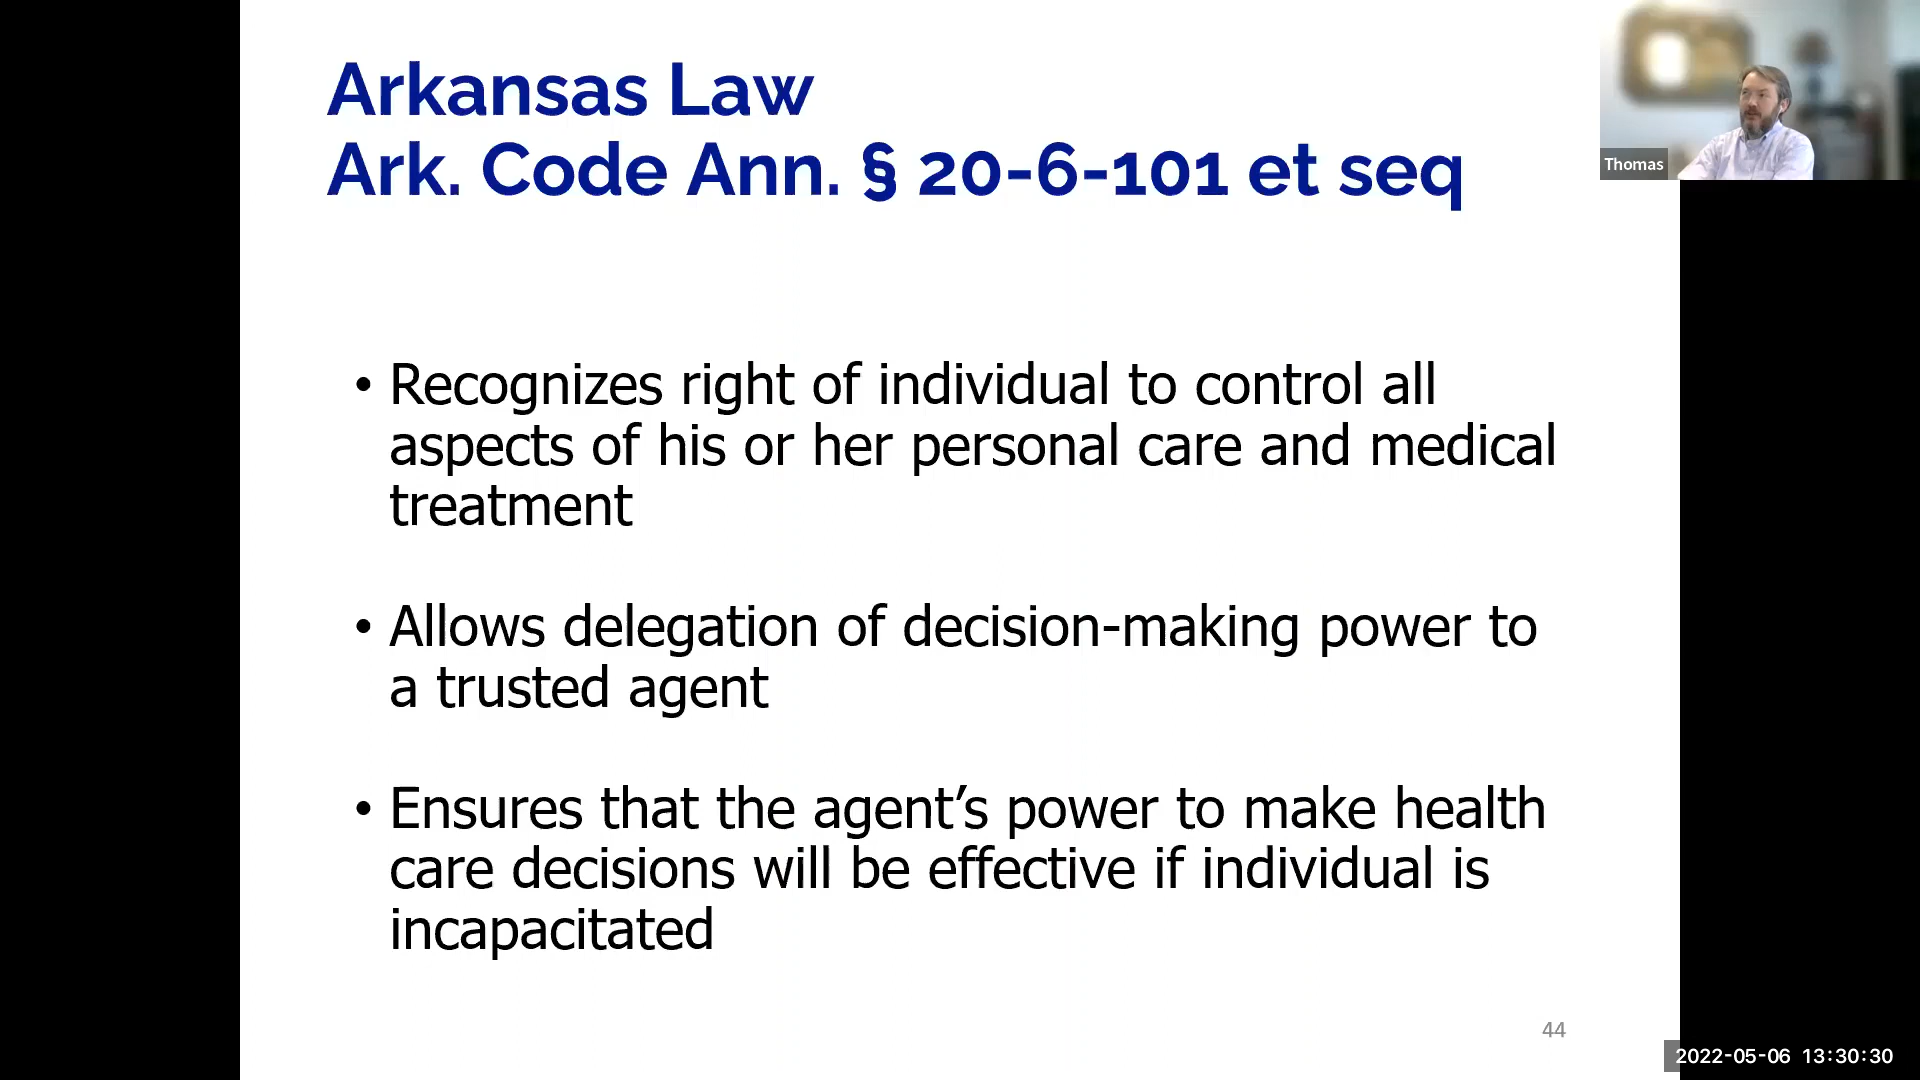 Arkansas Law
Ark. Code Ann. § 20-6-101 et seq
Thomas
• Recognizes right of individual to control all
aspects of his or her personal care and medical
treatment
• Allows delegation of decision-making power to
a trusted agent
• Ensures that the agent’s power to make health
care decisions will be effective if individual is
incapacitated
44
2022-05-06 13:30:30